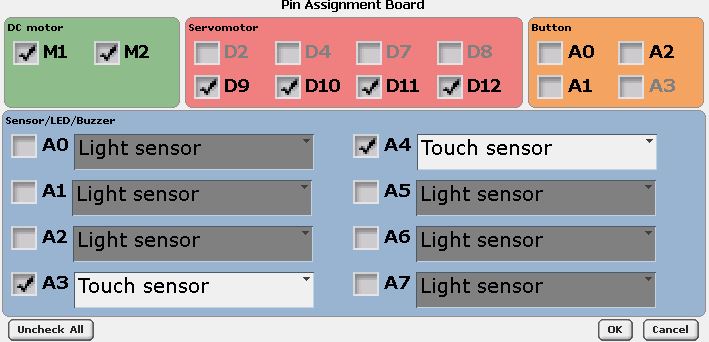 Pin Assignment Board
DC motor
M1 M2
Servomotor
D2 D4 D7 D8
D9 D10 D11 D12
Button
A0 A2
A1 A3
Sensor/LED/Buzzer
A0 Light sensor
A1 Light sensor
A2 Light sensor
A3 Touch sensor
A4 Touch sensor
A5 Light sensor
A6 Light sensor
A7 Light sensor
Uncheck All OK Cancel